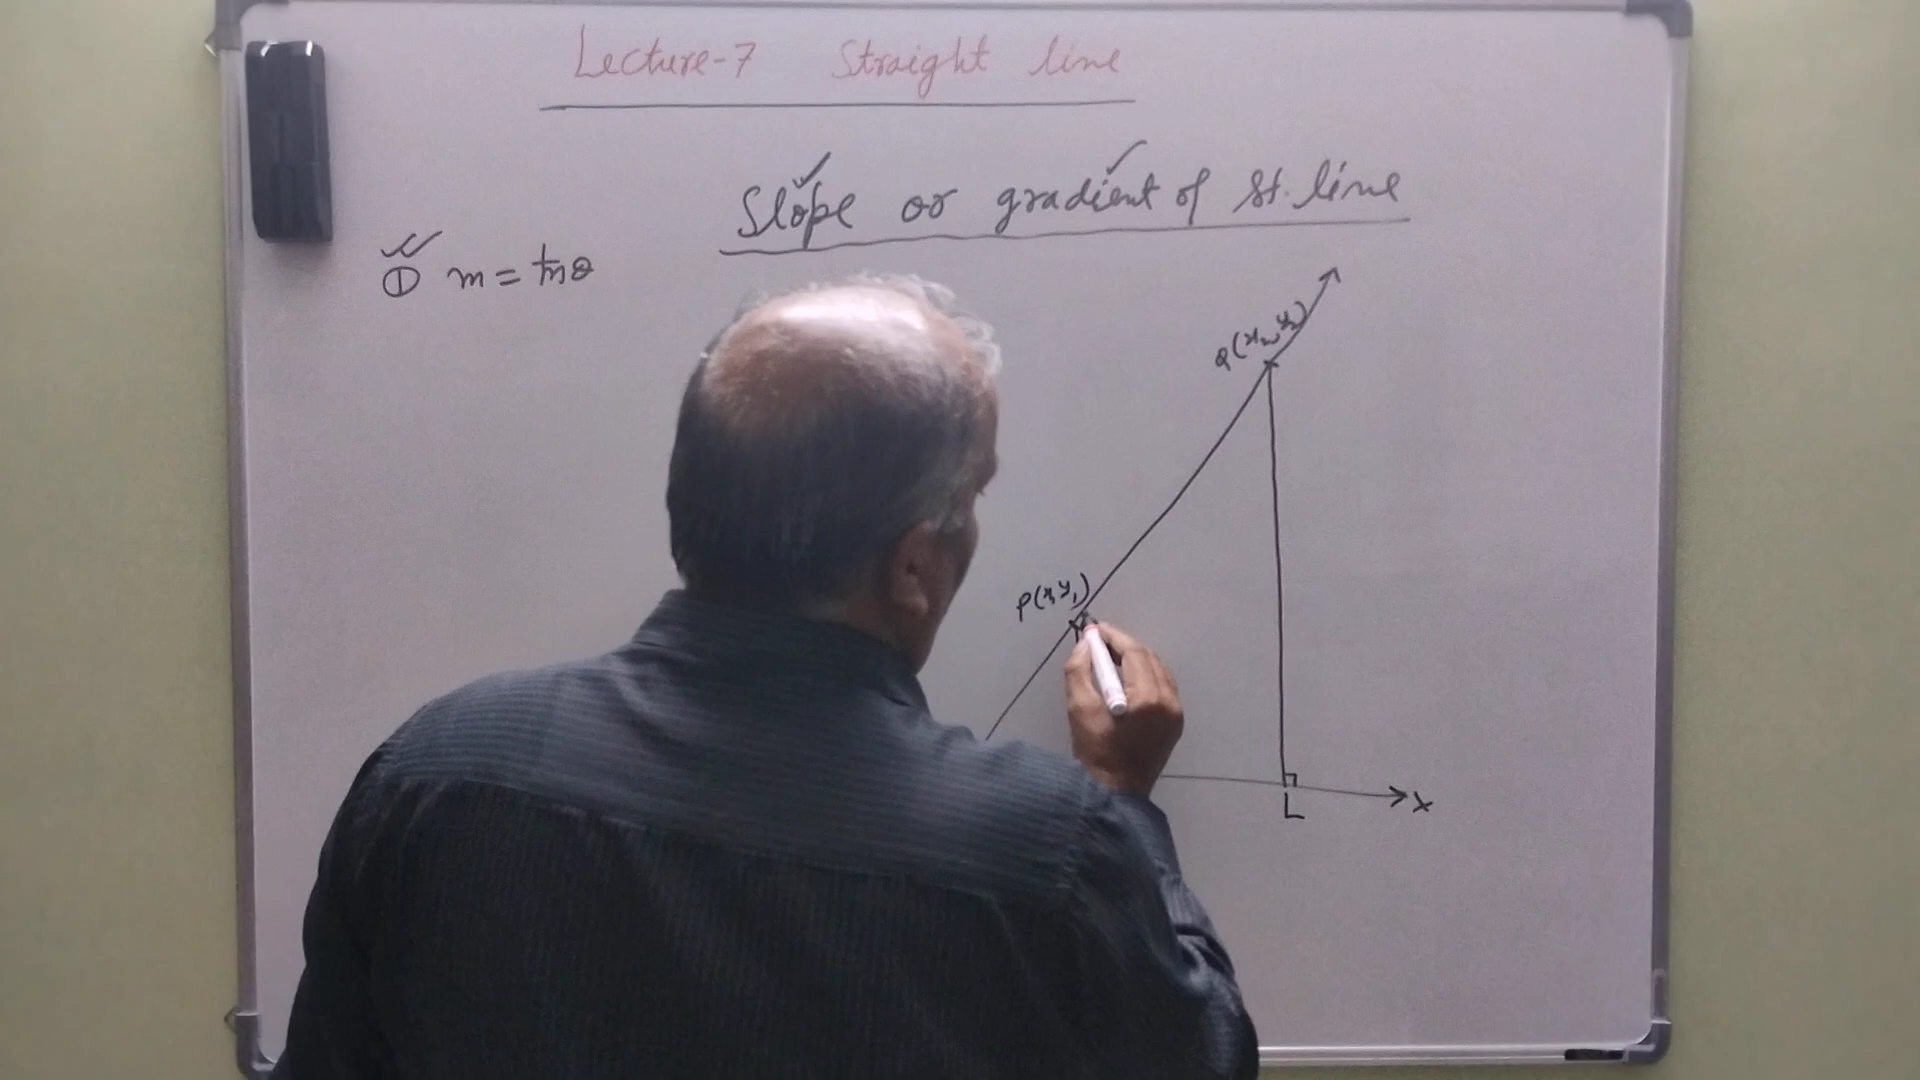 Lecture-7 Straight line
Slope or gradient of St. line
① m = tanθ
Q(x₂, y₂)
P(x₁, y₁)
L
X